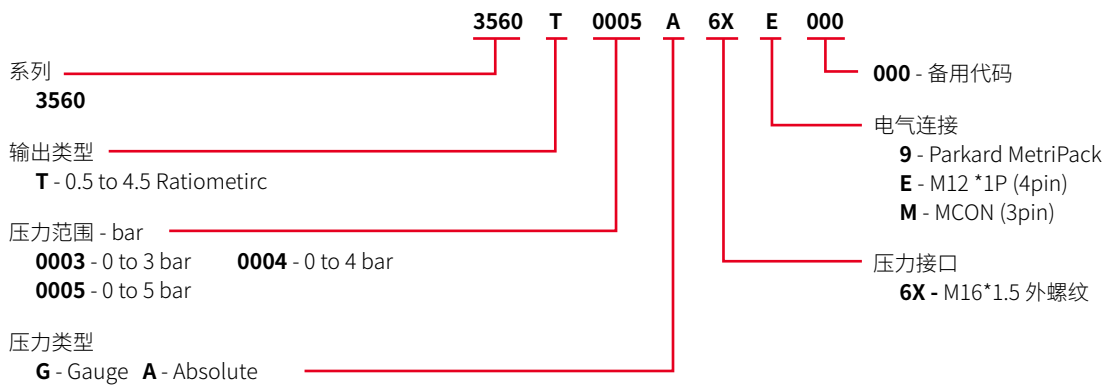 3560 T 0005 A 6X E 000
系列
3560
输出类型
T - 0.5 to 4.5 Ratiometirc
压力范围 - bar
0003 - 0 to 3 bar 0004 - 0 to 4 bar
0005 - 0 to 5 bar
压力类型
G - Gauge A - Absolute
000 - 备用代码
电气连接
9 - Parkard MetriPack
E - M12 *1P (4pin)
M - MCON (3pin)
压力接口
6X - M16*1.5 外螺纹